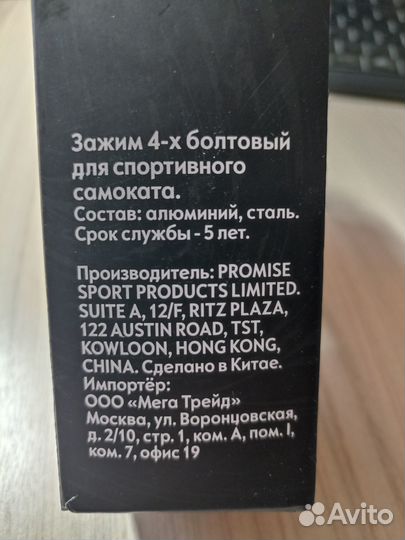 Зажим 4-х болтовый
для спортивного
самоката.
Состав: алюминий, сталь.
Срок службы - 5 лет.
Производитель: PROMISE
SPORT PRODUCTS LIMITED.
SUITE A, 12/F, RITZ PLAZA,
122 AUSTIN ROAD, TST,
KOWLOON, HONG KONG,
CHINA. Сделано в Китае.
Импортёр:
ООО «Мега Трейд»
Москва, ул. Воронцовская,
д. 2/10, стр. 1, ком. А, пом. I,
ком. 7, офис 19
Avito